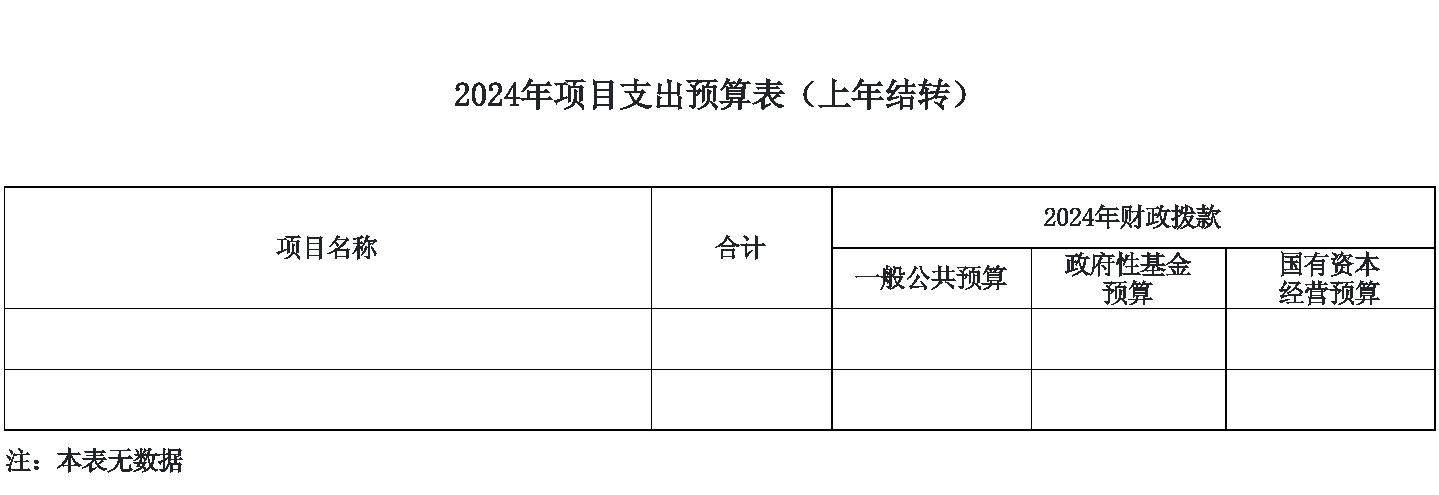 2024年项目支出预算表（上年结转）
项目名称
合计
2024年财政拨款
一般公共预算
政府性基金
预算
国有资本
经营预算
注：本表无数据